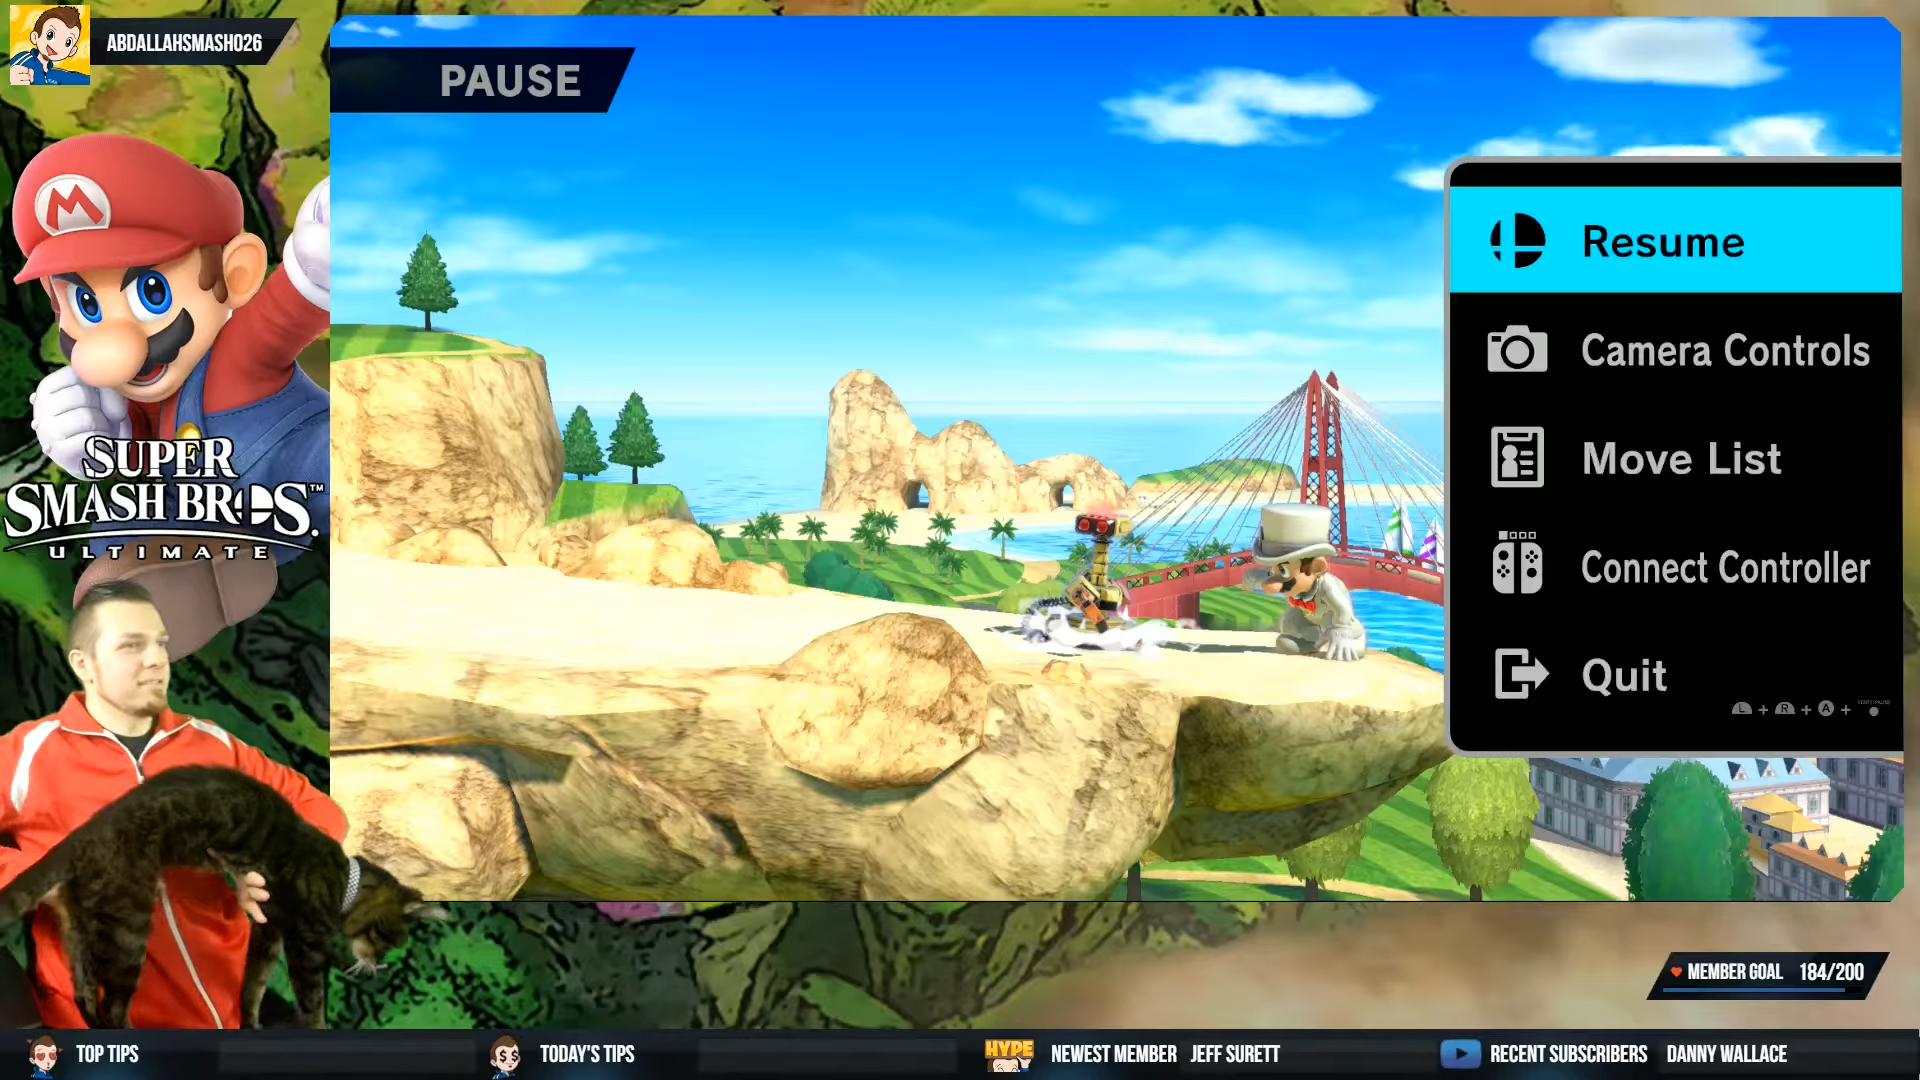 ABDALLAHSMASH026
PAUSE
M
SUPER
SMASH BROS.™
ULTIMATE
Resume
Camera Controls
Move List
Connect Controller
Quit
L + R + A +
MEMBER GOAL 184/200
TOP TIPS
TODAY'S TIPS
HYPE
NEWEST MEMBER JEFF SURETT
RECENT SUBSCRIBERS DANNY WALLACE